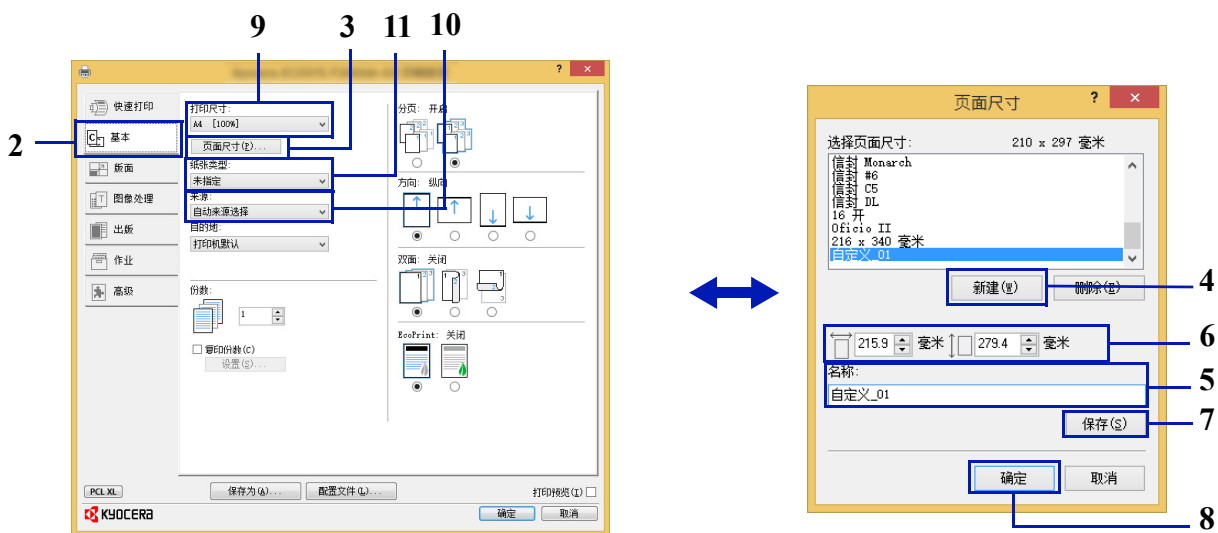 9
3
11
10
2
? ×
快速打印
基本
版面
图像处理
出版
作业
高级
打印尺寸:
A4 [100%]
页面尺寸(P)...
纸张类型:
未指定
来源:
自动来源选择
目的地:
打印机默认
份数:
1
复印份数(C)
设置(S)...
分页: 开启
方向: 纵向
双面: 关闭
EcoPrint: 关闭
PCL XL
保存为(A)...
配置文件(L)...
打印预览(I)
KYOCERA
确定
取消
页面尺寸 ? ×
选择页面尺寸: 210 x 297 毫米
信封 Monarch
信封 #6
信封 C5
信封 DL
16 开
Oficio II
216 x 340 毫米
自定义_01
新建(W)
删除(E)
4
215.9 毫米 279.4 毫米
6
名称:
自定义_01
5
保存(S)
7
确定
取消
8